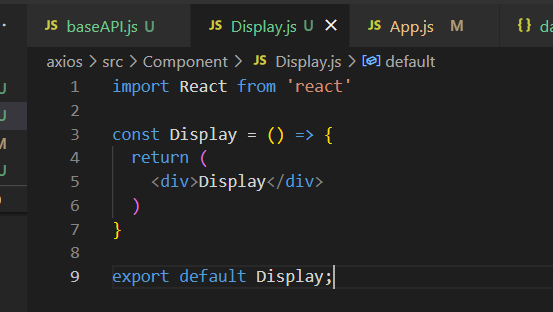 JS baseAPI.js U JS Display.js U × JS App.js M {} da
axios > src > Component > JS Display.js > default
U
1 import React from 'react'
U
2
3 const Display = () => {
M
4 return (
U
5 <div>Display</div>
6 )
7 }
8
9 export default Display;